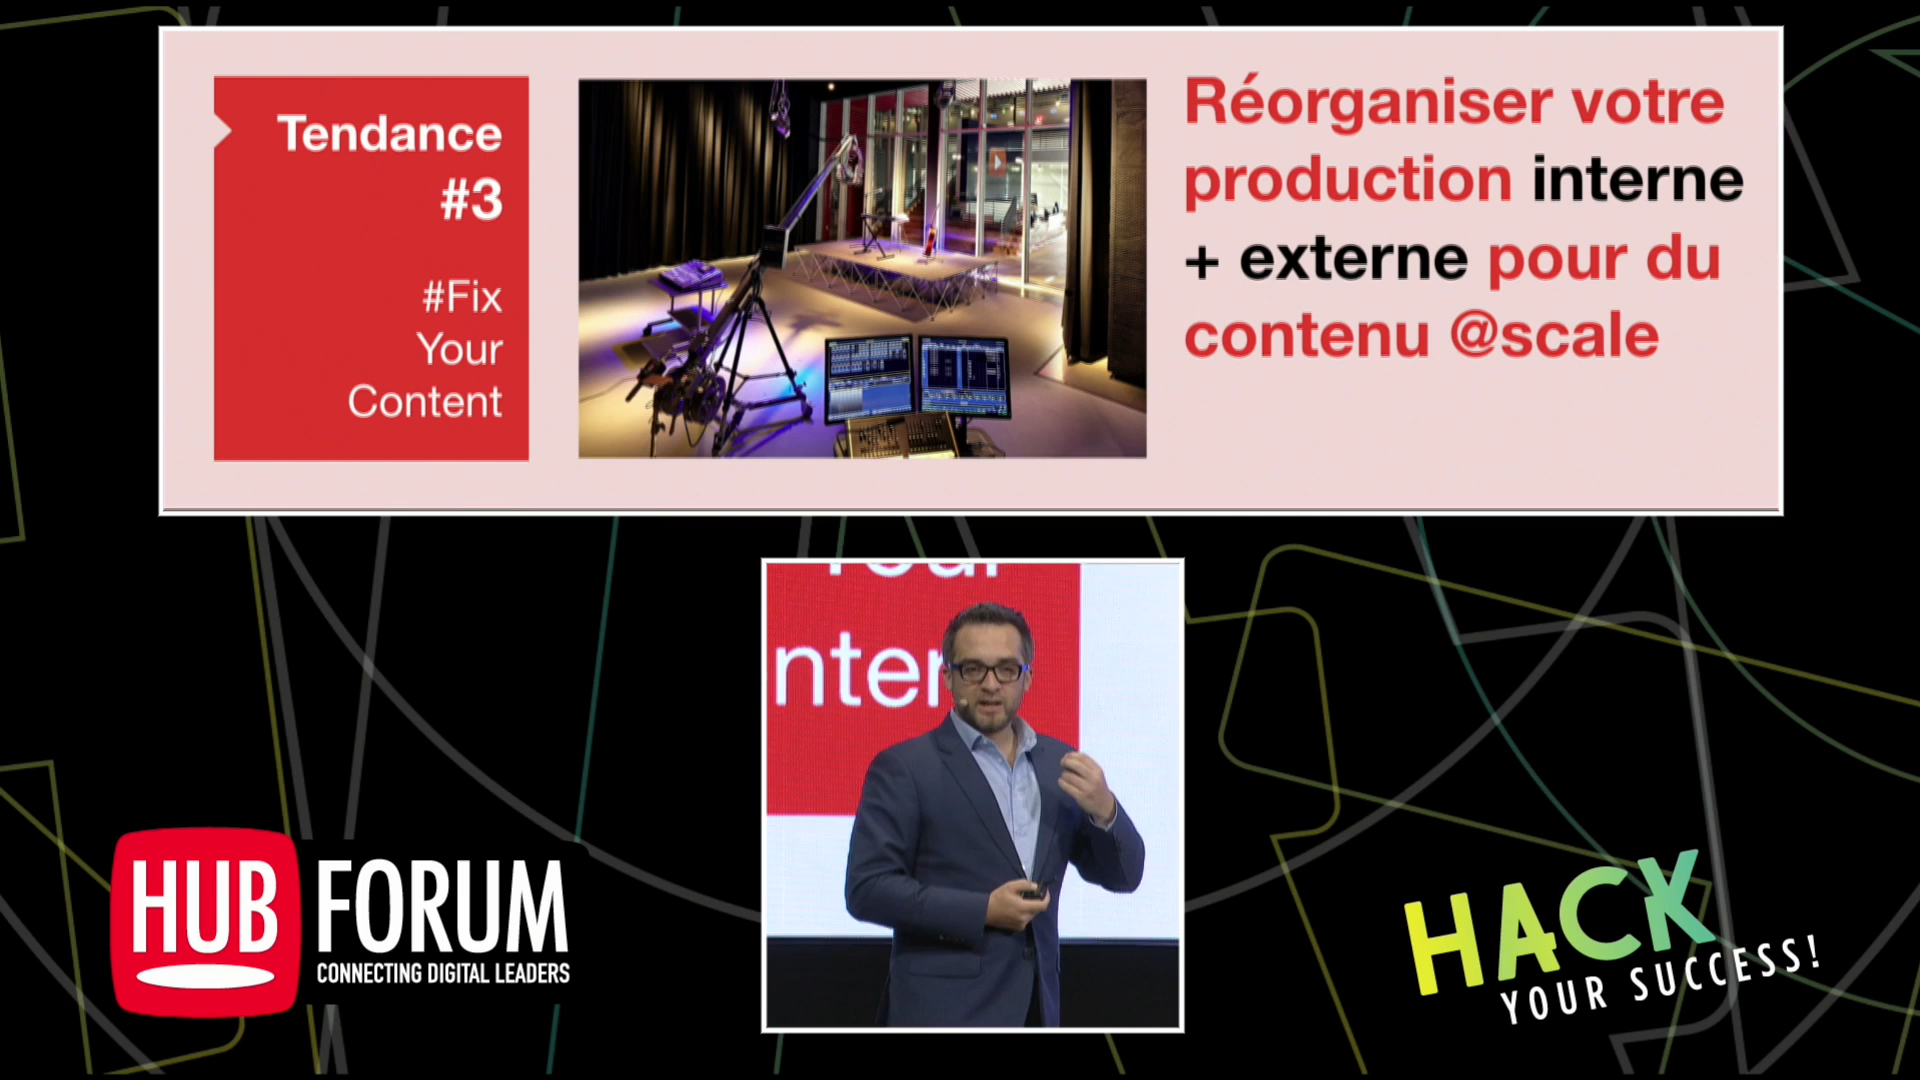 Tendance
#3
#Fix
Your
Content
Réorganiser votre
production interne
+ externe pour du
contenu @scale
Your
nter
HUB FORUM
CONNECTING DIGITAL LEADERS
HACK
YOUR SUCCESS!